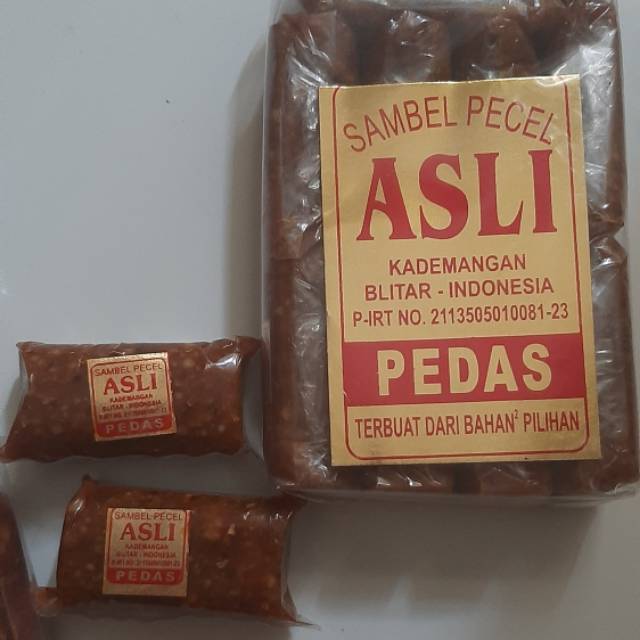 SAMBEL PECEL
ASLI
KADEMANGAN
BLITAR - INDONESIA
P-IRT NO. 2113505010081-23
PEDAS
TERBUAT DARI BAHAN² PILIHAN
SAMBEL PECEL
ASLI
KADEMANGAN
BLITAR - INDONESIA
PEDAS
SAMBEL PECEL
ASLI
KADEMANGAN
BLITAR - INDONESIA
PEDAS